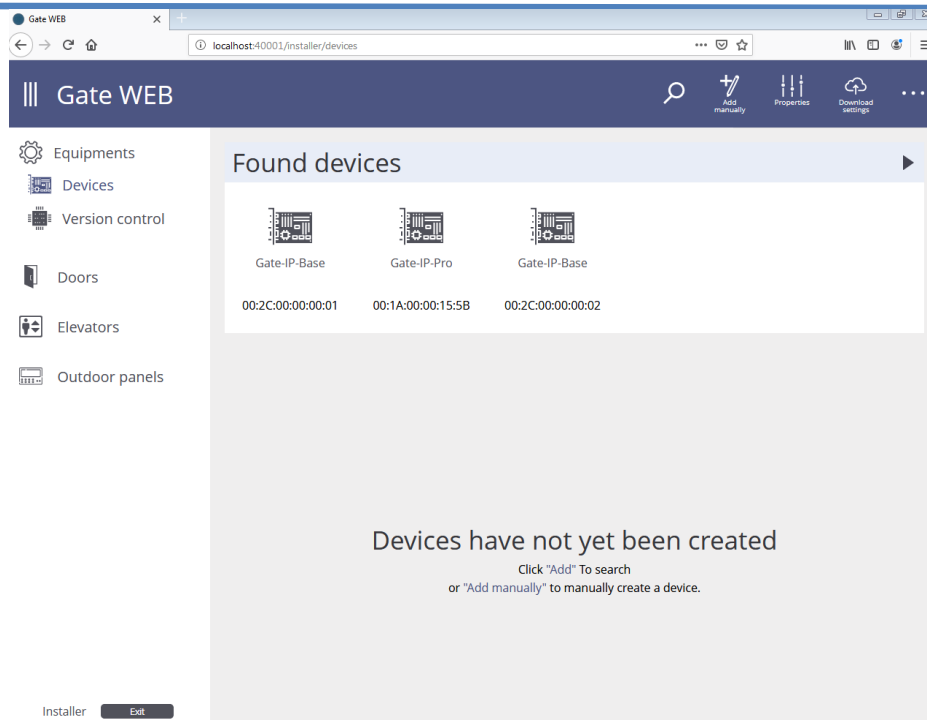 Gate WEB
localhost:40001/installer/devices
Gate WEB
Add manually
Properties
Download settings
Equipments
Devices
Version control
Doors
Elevators
Outdoor panels
Found devices
Gate-IP-Base Gate-IP-Pro Gate-IP-Base
00:2C:00:00:00:01 00:1A:00:00:15:5B 00:2C:00:00:00:02
Devices have not yet been created
Click "Add" To search
or "Add manually" to manually create a device.
Installer Exit